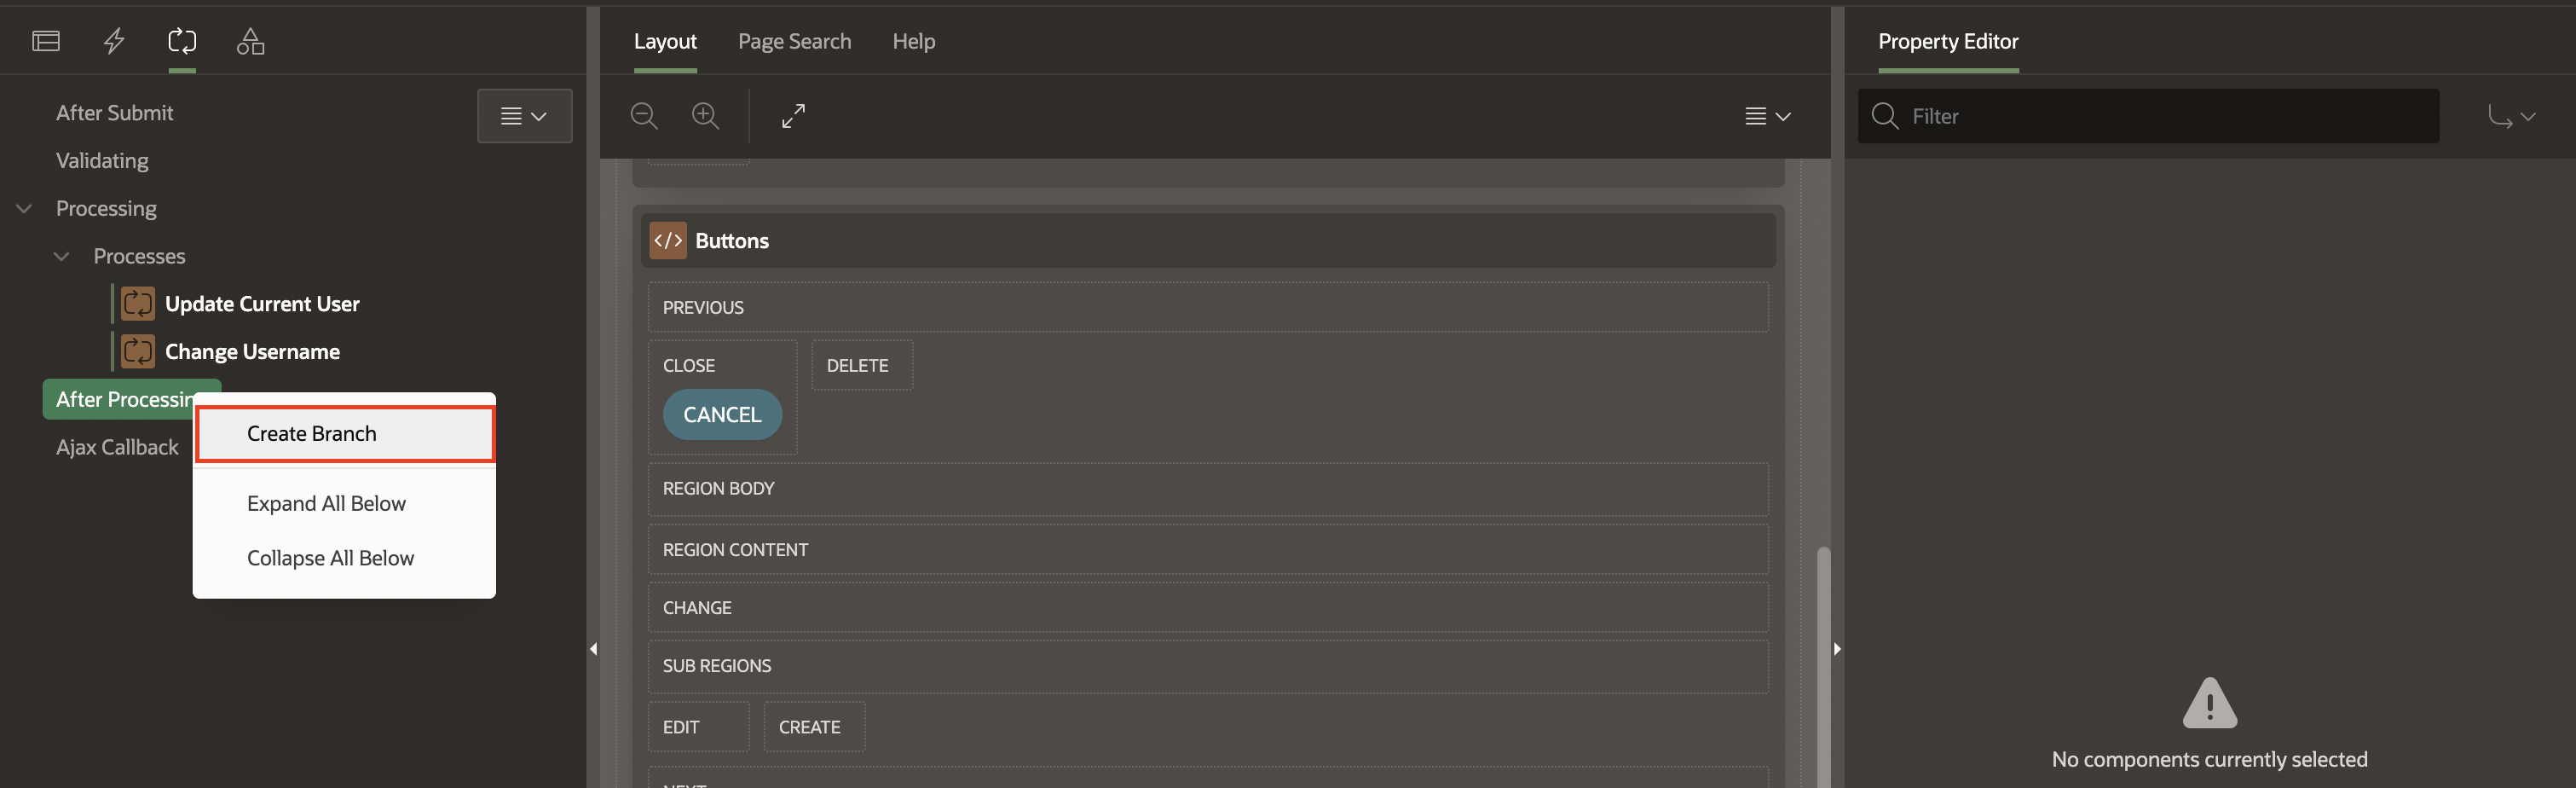 Layout
Page Search
Help
Property Editor
After Submit
Filter
Validating
Processing
Processes
Update Current User
Change Username
After Processin
Ajax Callback
Create Branch
Expand All Below
Collapse All Below
Buttons
PREVIOUS
CLOSE
DELETE
CANCEL
REGION BODY
REGION CONTENT
CHANGE
SUB REGIONS
EDIT
CREATE
NEXT
No components currently selected